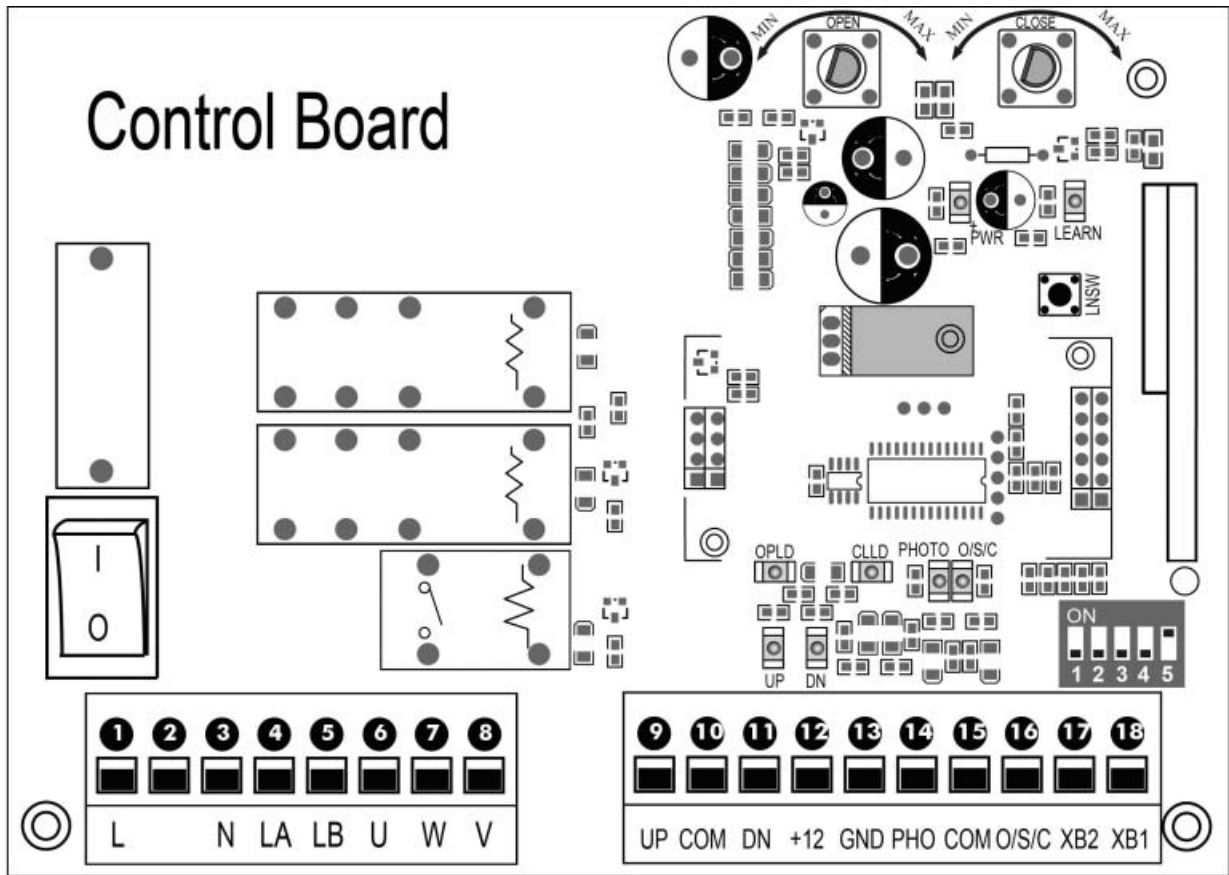 MIN OPEN MAX MIN CLOSE MAX
Control Board
+
PWR LEARN
LNSW
OPLD CLLD PHOTO O/S/C
ON
1 2 3 4 5
UP DN
I
O
1 2 3 4 5 6 7 8
L N LA LB U W V
9 10 11 12 13 14 15 16 17 18
UP COM DN +12 GND PHO COM O/S/C XB2 XB1